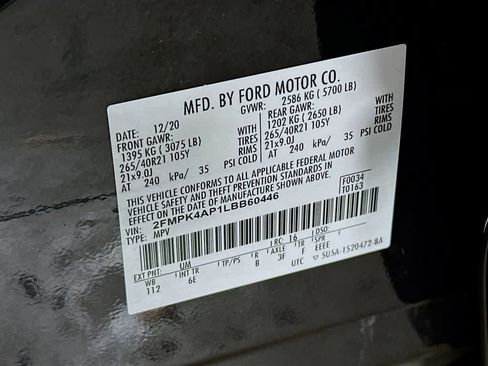 MFD. BY FORD MOTOR CO.
DATE: 12/20 GVWR: 2586 KG ( 5700 LB)
FRONT GAWR: REAR GAWR:
1395 KG ( 3075 LB) WITH 1202 KG ( 2650 LB) WITH
265/40R21 105Y TIRES 265/40R21 105Y TIRES
21x9.0J RIMS 21x9.0J RIMS
AT 240 kPa/ 35 PSI COLD AT 240 kPa/ 35 PSI COLD
THIS VEHICLE CONFORMS TO ALL APPLICABLE FEDERAL MOTOR
VEHICLE SAFETY AND THEFT PREVENTION STANDARDS IN
EFFECT ON THE DATE OF MANUFACTURE SHOWN ABOVE.
VIN: 2FMPK4AP1LBB60446 F0034
TYPE: MPV T0163
EXT PNT: UM RC: 16 DSO:
WB INT TR TP/PS R AXLE TR SPR
112 6E B 3F F EEEE
UTC 5U5A-1520472-BA